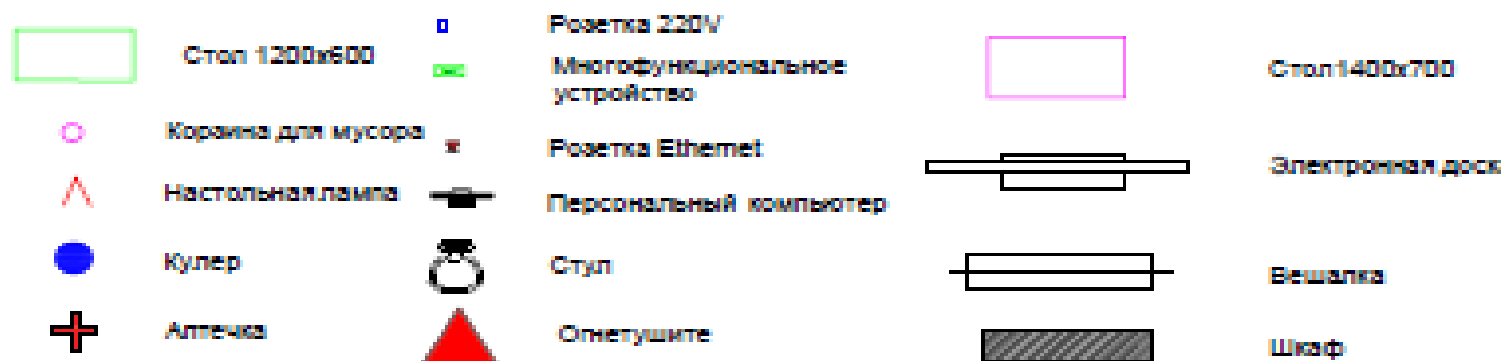 Стол 1200х600
Корзина для мусора
Настольная лампа
Кулер
Аптечка
Розетка 220V
Многофункциональное
устройство
Розетка Ethernet
Персональный компьютер
Стул
Огнетушите
Стол1400х700
Электронная доск
Вешалка
Шкаф